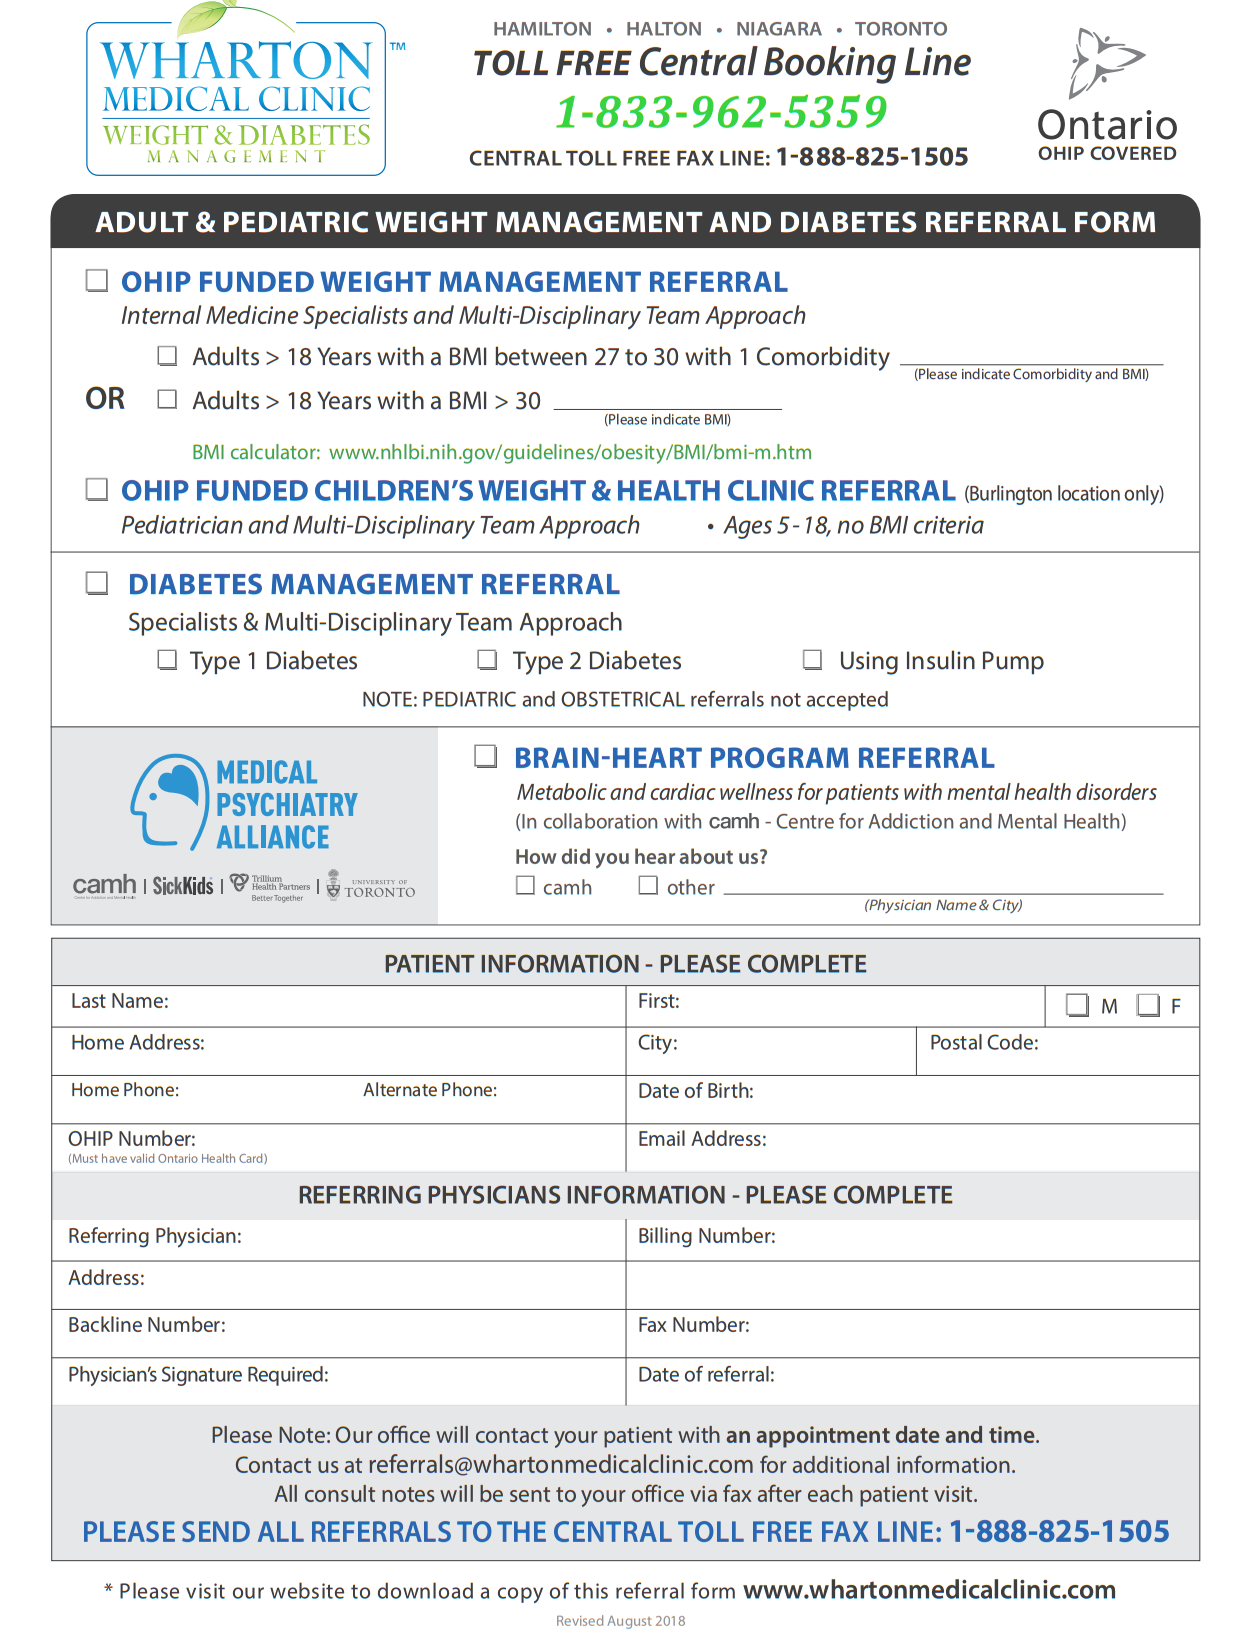 WHARTON™
MEDICAL CLINIC
WEIGHT & DIABETES
MANAGEMENT
HAMILTON • HALTON • NIAGARA • TORONTO
TOLL FREE Central Booking Line
1-833-962-5359
CENTRAL TOLL FREE FAX LINE: 1-888-825-1505
Ontario
OHIP COVERED
ADULT & PEDIATRIC WEIGHT MANAGEMENT AND DIABETES REFERRAL FORM
OHIP FUNDED WEIGHT MANAGEMENT REFERRAL
Internal Medicine Specialists and Multi-Disciplinary Team Approach
Adults > 18 Years with a BMI between 27 to 30 with 1 Comorbidity
(Please indicate Comorbidity and BMI)
OR Adults > 18 Years with a BMI > 30
(Please indicate BMI)
BMI calculator: www.nhlbi.nih.gov/guidelines/obesity/BMI/bmi-m.htm
OHIP FUNDED CHILDREN'S WEIGHT & HEALTH CLINIC REFERRAL (Burlington location only)
Pediatrician and Multi-Disciplinary Team Approach • Ages 5-18, no BMI criteria
DIABETES MANAGEMENT REFERRAL
Specialists & Multi-Disciplinary Team Approach
Type 1 Diabetes Type 2 Diabetes Using Insulin Pump
NOTE: PEDIATRIC and OBSTETRICAL referrals not accepted
MEDICAL
PSYCHIATRY
ALLIANCE
camh | SickKids | Trillium Health Partners Better Together | UNIVERSITY OF TORONTO
Centre for Addiction and Mental Health
BRAIN-HEART PROGRAM REFERRAL
Metabolic and cardiac wellness for patients with mental health disorders
(In collaboration with camh - Centre for Addiction and Mental Health)
How did you hear about us?
camh other
(Physician Name & City)
PATIENT INFORMATION - PLEASE COMPLETE
Last Name: First: M F
Home Address: City: Postal Code:
Home Phone: Alternate Phone: Date of Birth:
OHIP Number: Email Address:
(Must have valid Ontario Health Card)
REFERRING PHYSICIANS INFORMATION - PLEASE COMPLETE
Referring Physician: Billing Number:
Address:
Backline Number: Fax Number:
Physician's Signature Required: Date of referral:
Please Note: Our office will contact your patient with an appointment date and time.
Contact us at referrals@whartonmedicalclinic.com for additional information.
All consult notes will be sent to your office via fax after each patient visit.
PLEASE SEND ALL REFERRALS TO THE CENTRAL TOLL FREE FAX LINE: 1-888-825-1505
* Please visit our website to download a copy of this referral form www.whartonmedicalclinic.com
Revised August 2018